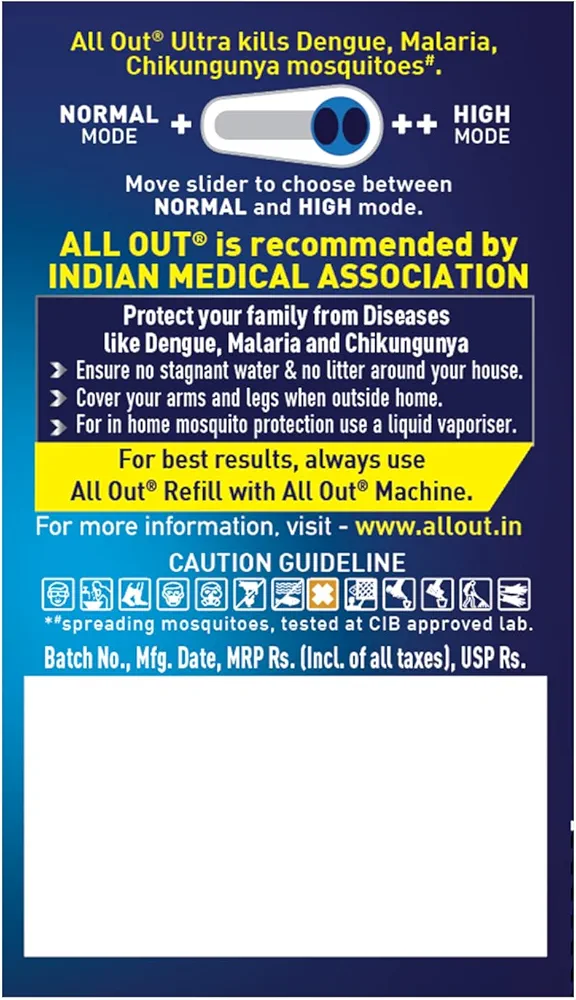 All Out® Ultra kills Dengue, Malaria,
Chikungunya mosquitoes#.
NORMAL MODE + ++ HIGH MODE
Move slider to choose between
NORMAL and HIGH mode.
ALL OUT® is recommended by
INDIAN MEDICAL ASSOCIATION
Protect your family from Diseases
like Dengue, Malaria and Chikungunya
Ensure no stagnant water & no litter around your house.
Cover your arms and legs when outside home.
For in home mosquito protection use a liquid vaporiser.
For best results, always use
All Out® Refill with All Out® Machine.
For more information, visit - www.allout.in
CAUTION GUIDELINE
*#spreading mosquitoes, tested at CIB approved lab.
Batch No., Mfg. Date, MRP Rs. (Incl. of all taxes), USP Rs.